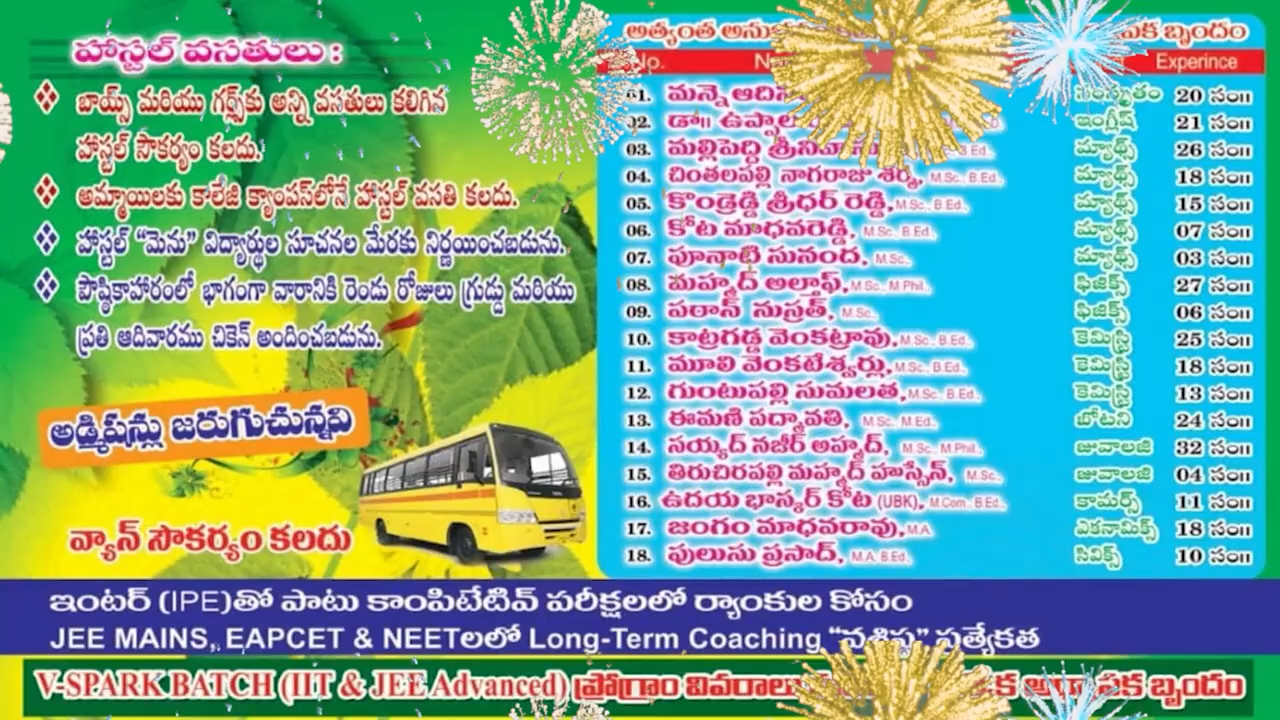 హాస్టల్ వసతులు :
బాయ్స్ మరియు గర్ల్స్‌కు అన్ని వసతులు కలిగిన
హాస్టల్ సౌకర్యం కలదు.
అమ్మాయిలకు కాలేజి క్యాంపస్‌లోనే హాస్టల్ వసతి కలదు.
హాస్టల్ “మెను” విద్యార్థుల సూచనల మేరకు నిర్ణయించబడును.
పౌష్ఠికాహారంలో భాగంగా వారానికి రెండు రోజులు గ్రుడ్డు మరియు
ప్రతి ఆదివారము చికెన్ అందించబడును.
అడ్మిషన్లు జరుగుచున్నవి
వ్యాన్ సౌకర్యం కలదు
అత్యంత బృందం
Experince
మన్నె సంస్కృతం 20 సం॥
డా॥ ఇంగ్లీష్ 21 సం॥
03. మల్లిపెద్ది శ్రీనివాస B.Ed., మ్యాథ్స్ 26 సం॥
04. చింతలపల్లి నాగరాజు శర్మ, M.Sc., B.Ed., మ్యాథ్స్ 18 సం॥
05. కొండ్రెడ్డి శ్రీధర్ రెడ్డి, M.Sc., B.Ed., మ్యాథ్స్ 15 సం॥
06. కోట మాధవరెడ్డి, M.Sc., B.Ed., మ్యాథ్స్ 07 సం॥
07. పూనాటి సునంద, M.Sc., మ్యాథ్స్ 03 సం॥
08. మహ్మద్ అల్తాఫ్, M.Sc., M.Phil., ఫిజిక్స్ 27 సం॥
09. పఠాన్ నుస్రత్, M.Sc., ఫిజిక్స్ 06 సం॥
10. కాట్రగడ్డ వెంకట్రావు, M.Sc., B.Ed., కెమిస్ట్రి 25 సం॥
11. మూలి వెంకటేశ్వర్లు, M.Sc., B.Ed., కెమిస్ట్రి 18 సం॥
12. గుంటుపల్లి సుమలత, M.Sc., B.Ed., కెమిస్ట్రి 13 సం॥
13. ఈమణి పద్మావతి, M.Sc., M.Ed., బోటని 24 సం॥
14. సయ్యద్ నజీర్ అహ్మద్, M.Sc., M.Phil., జువాలజి 32 సం॥
15. తిరుచిరపల్లి మహ్మద్ హుస్సేన్, M.Sc., జువాలజి 04 సం॥
16. ఉదయ భాస్కర్ కోట (UBK), M.Com., B.Ed., కామర్స్ 11 సం॥
17. జంగం మాధవరావు, M.A. ఎకనామిక్స్ 18 సం॥
18. పులుసు ప్రసాద్, M.A. B.Ed., సివిక్స్ 10 సం॥
ఇంటర్ (IPE)తో పాటు కాంపిటేటివ్ పరీక్షలలో ర్యాంకుల కోసం
JEE MAINS, EAPCET & NEETలలో Long-Term Coaching
V-SPARK BATCH (IIT & JEE Advanced) ప్రోగ్రాం వివరాలు బృందం